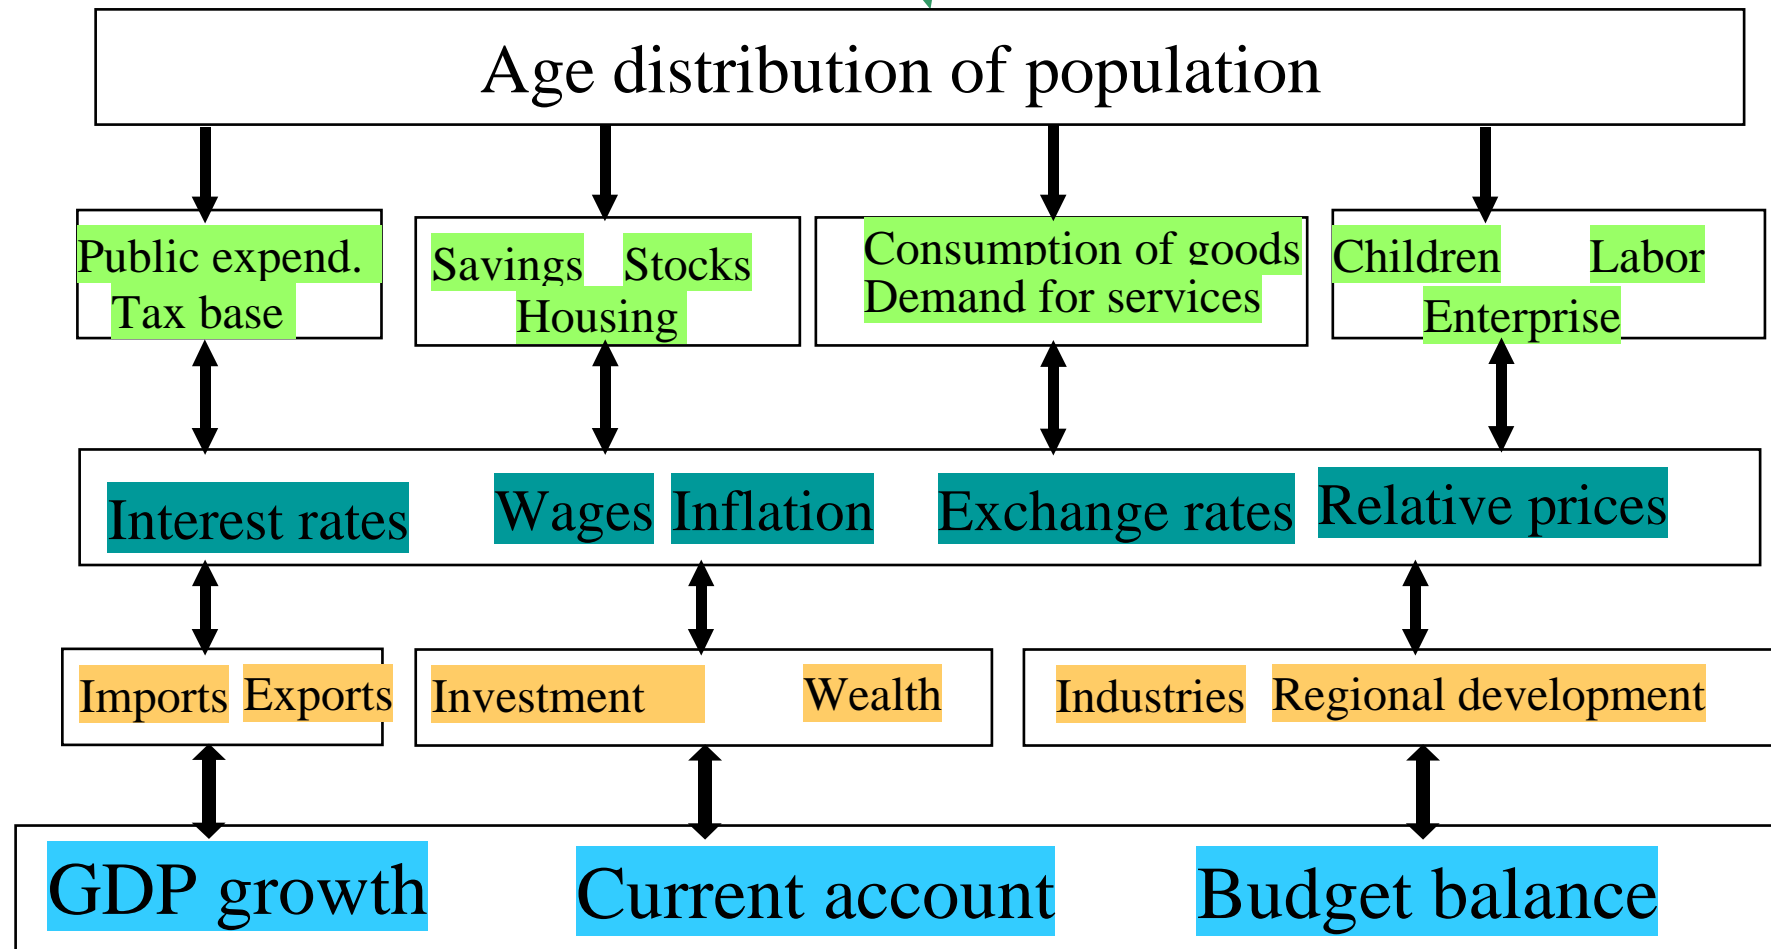 Age distribution of population
Public expend.
Tax base
Savings Stocks
Housing
Consumption of goods
Demand for services
Children Labor
Enterprise
Interest rates Wages Inflation Exchange rates Relative prices
Imports Exports
Investment Wealth
Industries Regional development
GDP growth Current account Budget balance